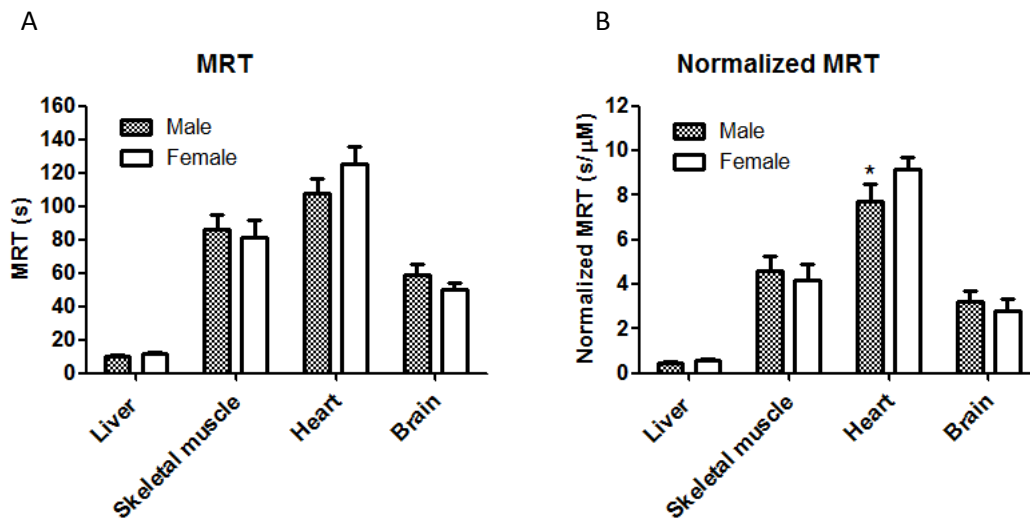 A
MRT
MRT (s)
160
140
120
100
80
60
40
20
0
Male
Female
Liver
Skeletal muscle
Heart
Brain
B
Normalized MRT
Normalized MRT (s/μM)
12
10
8
6
4
2
0
Male
Female
*
Liver
Skeletal muscle
Heart
Brain